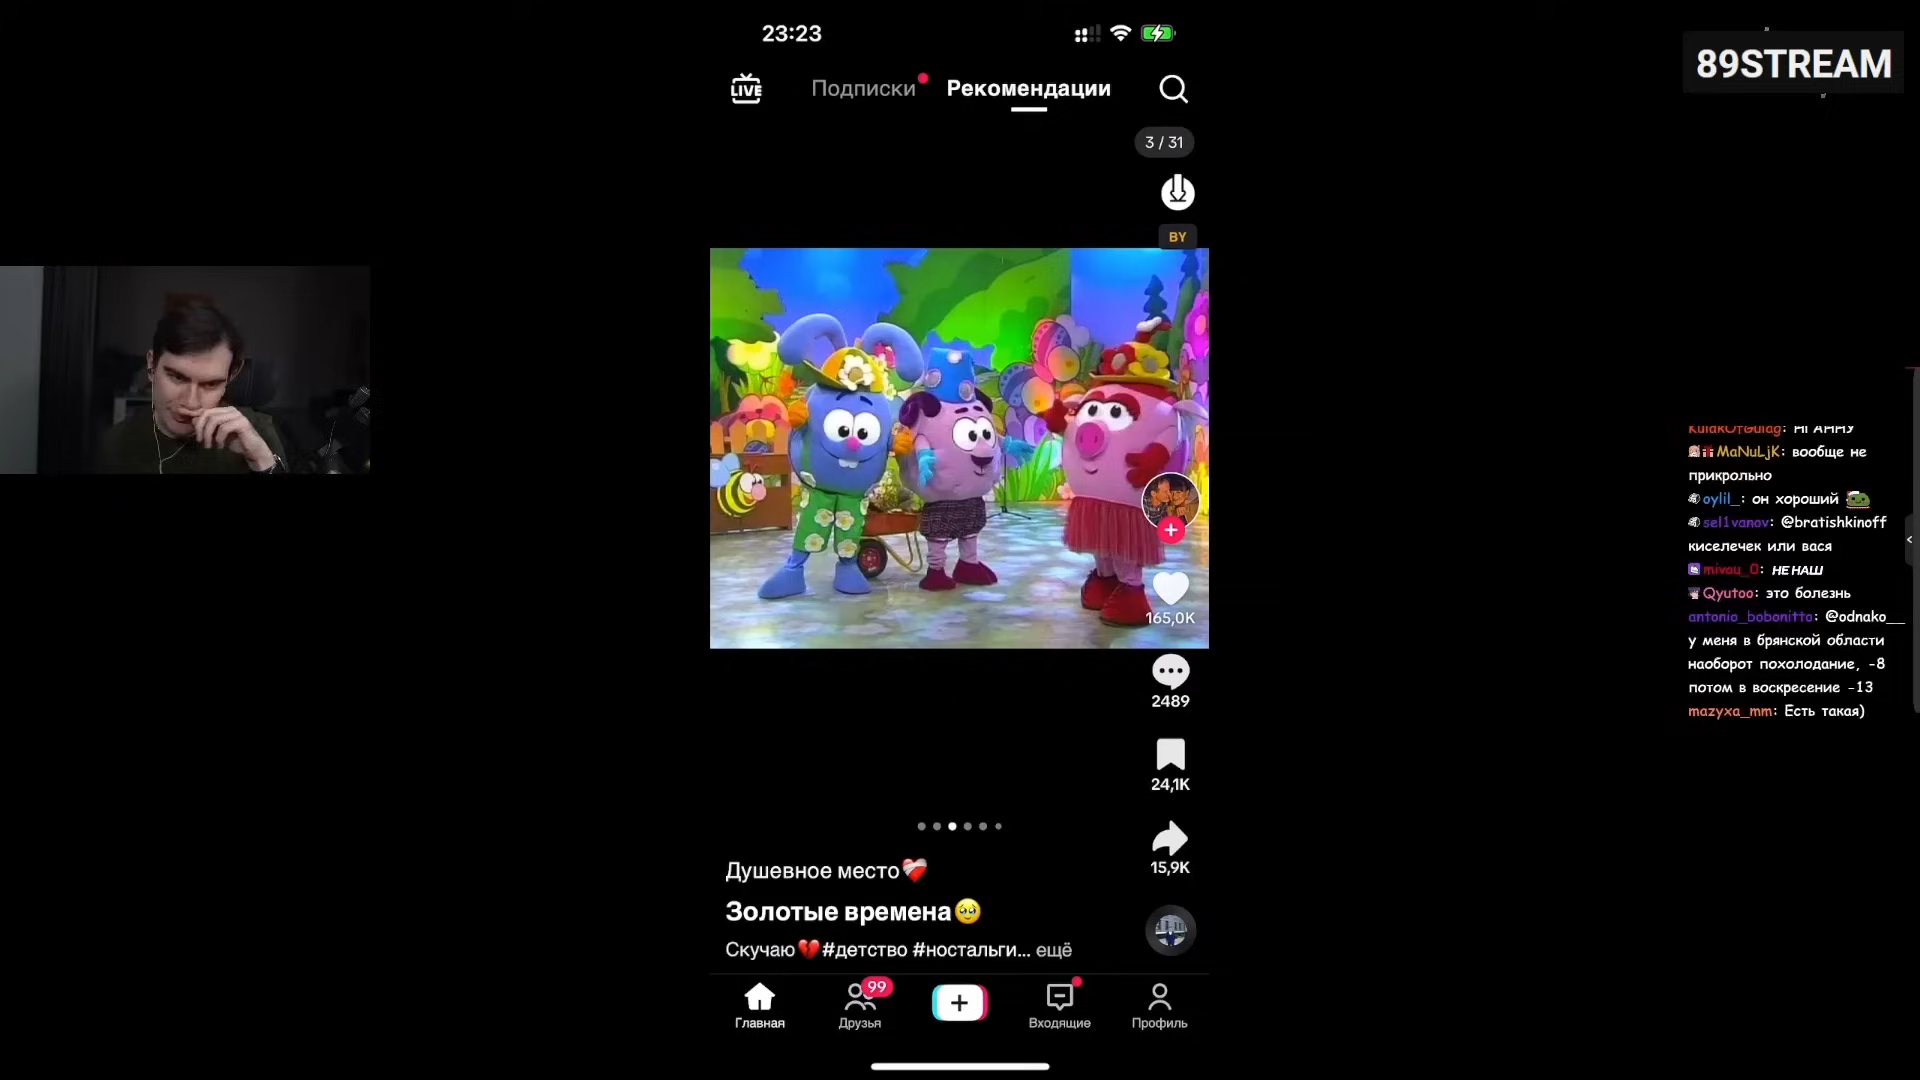 23:23
89STREAM
LIVE
Подписки
Рекомендации
3 / 31
BY
165,0K
2489
24,1K
15,9K
Душевное место❤️‍🩹
Золотые времена🥹
Скучаю💔#детство #ностальги... ещё
Главная
99
Друзья
Входящие
Профиль
MaNuLjK: вообще не
прикрольно
oylil_: он хороший
sel1vanov: @bratishkinoff
киселечек или вася
mivou_0: НЕ НАШ
Qyutoo: это болезнь
antonio_bobonitto: @odnako__
у меня в брянской области
наоборот похолодание, -8
потом в воскресение -13
mazyxa_mm: Есть такая)